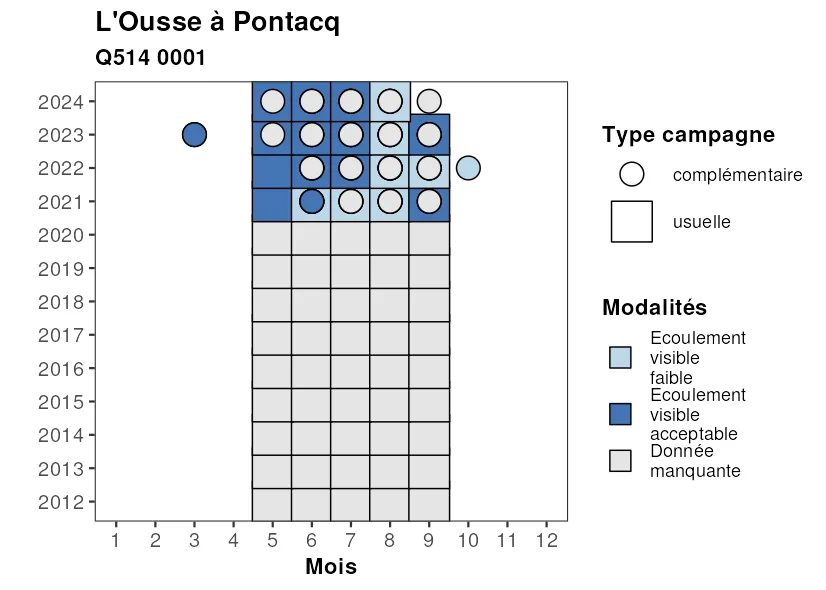 L'Ousse à Pontacq
Q514 0001
2024
2023
2022
2021
2020
2019
2018
2017
2016
2015
2014
2013
2012
1 2 3 4 5 6 7 8 9 10 11 12
Mois
Type campagne
complémentaire
usuelle
Modalités
Ecoulement
visible
faible
Ecoulement
visible
acceptable
Donnée
manquante